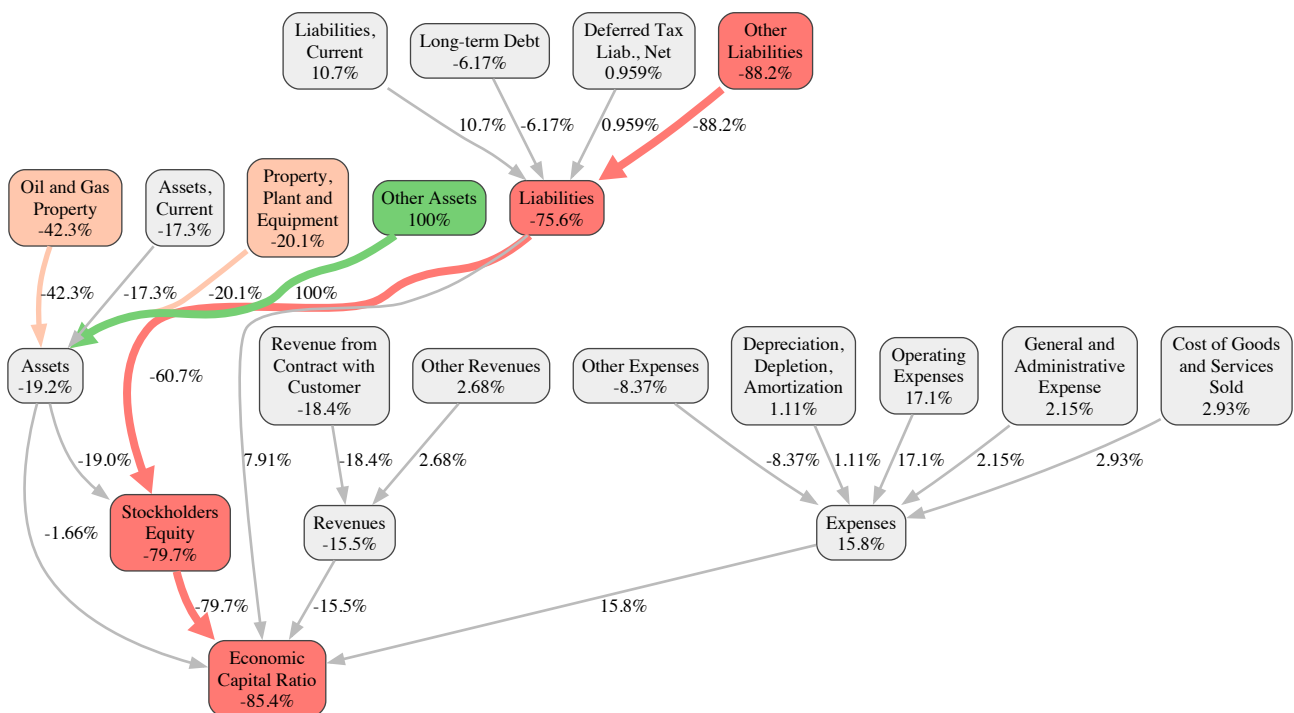 Liabilities,
Current
10.7%
Long-term Debt
-6.17%
Deferred Tax
Liab., Net
0.959%
Other
Liabilities
-88.2%
10.7%
-6.17%
0.959%
-88.2%
Oil and Gas
Property
-42.3%
Assets,
Current
-17.3%
Property,
Plant and
Equipment
-20.1%
Other Assets
100%
Liabilities
-75.6%
-42.3%
-17.3%
-20.1%
100%
Assets
-19.2%
-60.7%
Revenue from
Contract with
Customer
-18.4%
Other Revenues
2.68%
Other Expenses
-8.37%
Depreciation,
Depletion,
Amortization
1.11%
Operating
Expenses
17.1%
General and
Administrative
Expense
2.15%
Cost of Goods
and Services
Sold
2.93%
-19.0%
7.91%
-18.4%
2.68%
-8.37%
1.11%
17.1%
2.15%
2.93%
-1.66%
Stockholders
Equity
-79.7%
Revenues
-15.5%
Expenses
15.8%
-79.7%
-15.5%
15.8%
Economic
Capital Ratio
-85.4%